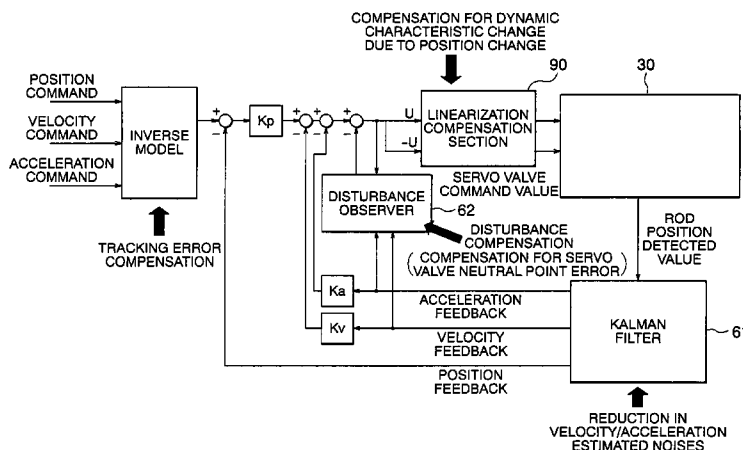 COMPENSATION FOR DYNAMIC
CHARACTERISTIC CHANGE
DUE TO POSITION CHANGE
90
30
POSITION
COMMAND
VELOCITY
COMMAND
ACCELERATION
COMMAND
INVERSE
MODEL
+
−
Kp
+
−
+
−
+
−
U
-U
LINEARIZATION
COMPENSATION
SECTION
SERVO VALVE
COMMAND VALUE
DISTURBANCE
OBSERVER
62
DISTURBANCE
COMPENSATION
(COMPENSATION FOR SERVO
VALVE NEUTRAL POINT ERROR)
ROD
POSITION
DETECTED
VALUE
TRACKING ERROR
COMPENSATION
Ka
ACCELERATION
FEEDBACK
Kv
VELOCITY
FEEDBACK
POSITION
FEEDBACK
KALMAN
FILTER
61
REDUCTION IN
VELOCITY/ACCELERATION
ESTIMATED NOISES